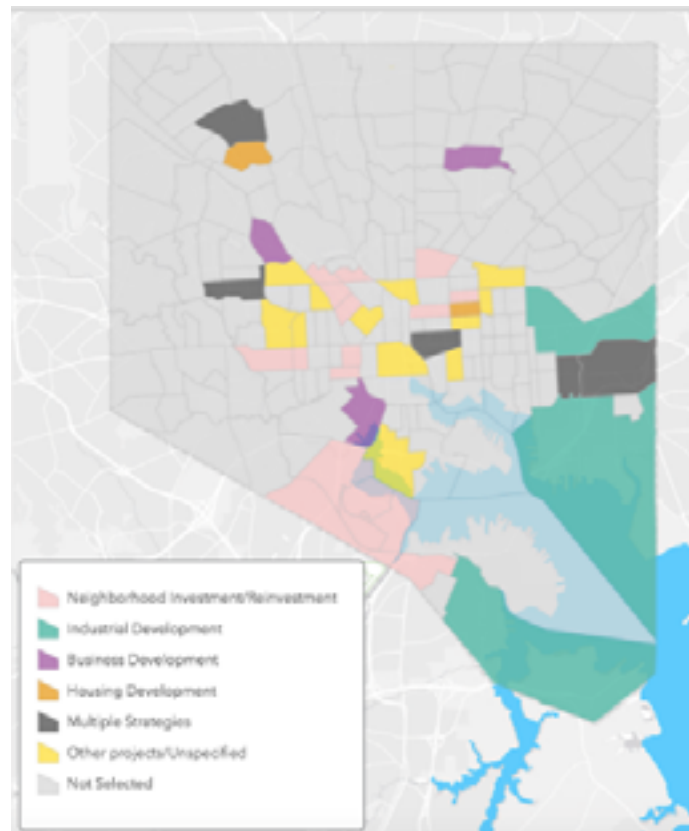 Neighborhood Investment/Reinvestment
Industrial Development
Business Development
Housing Development
Multiple Strategies
Other projects/Unspecified
Not Selected